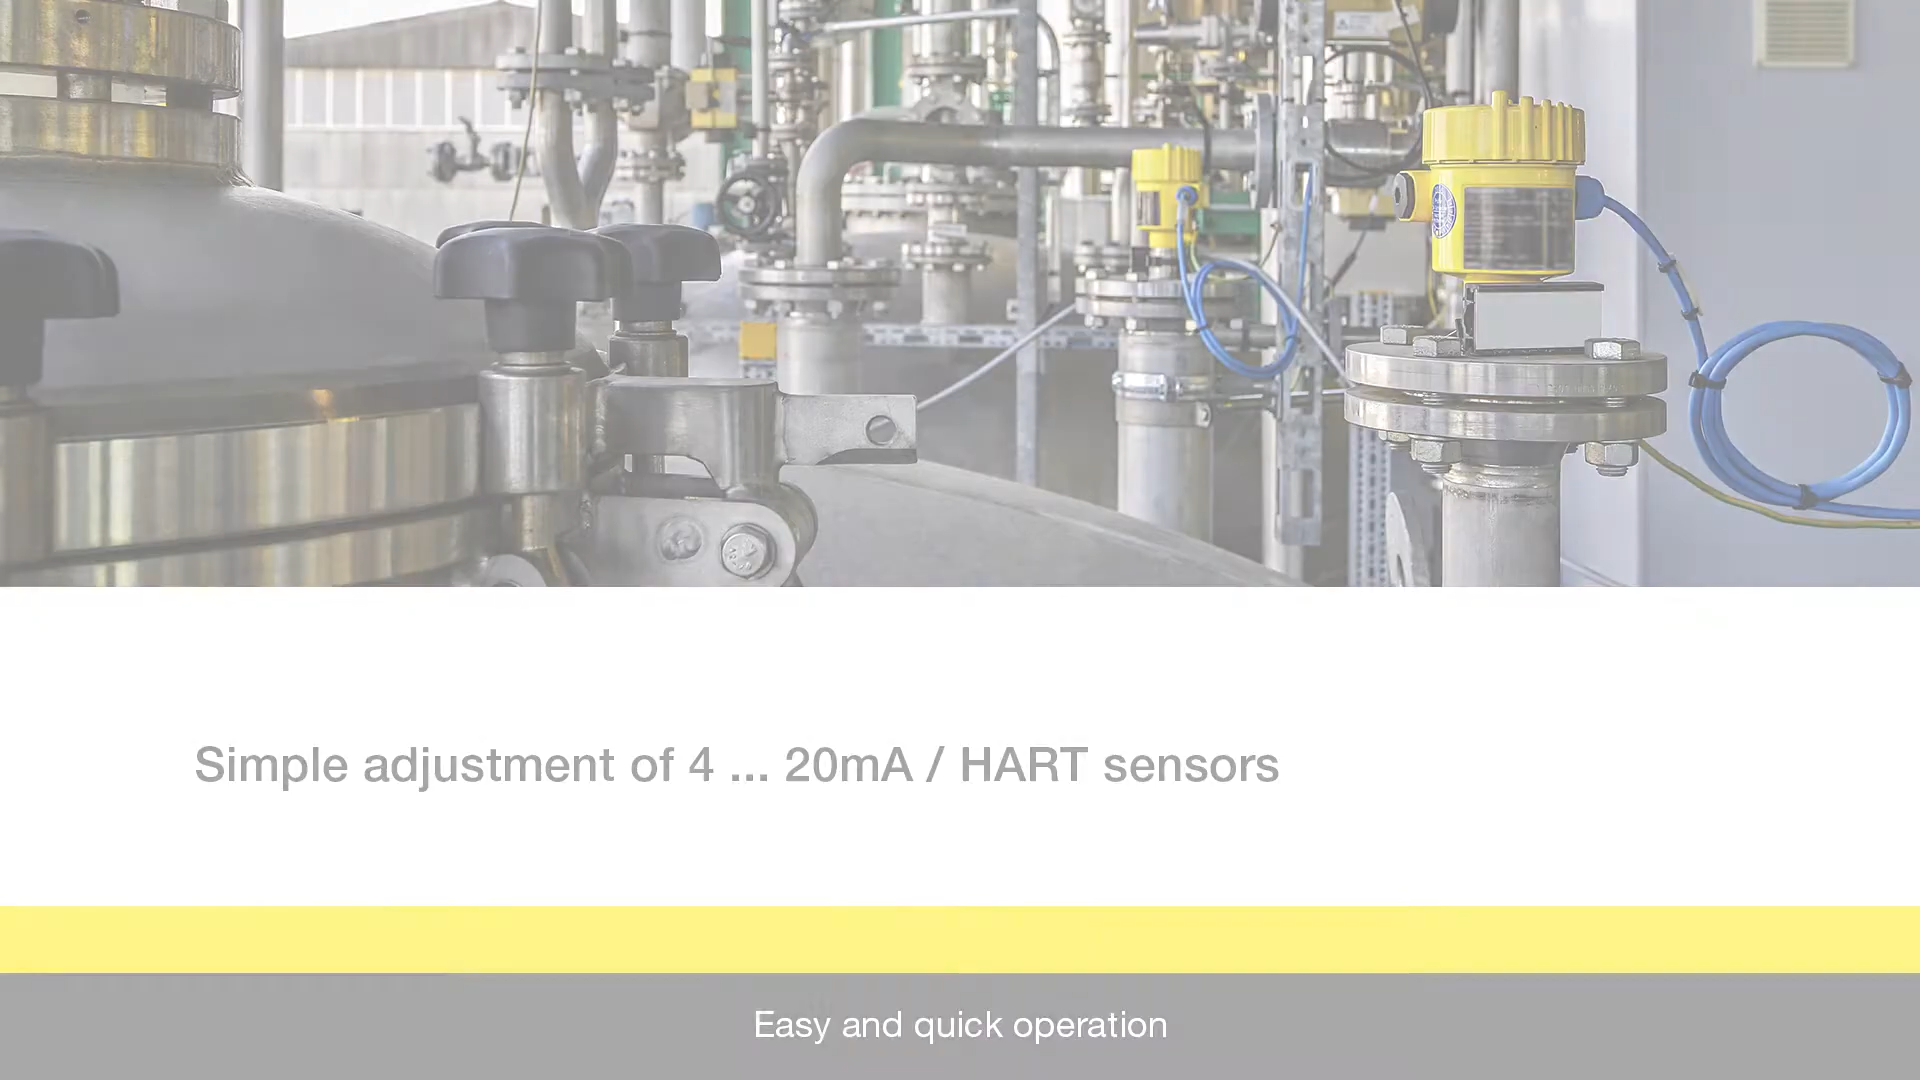 Simple adjustment of 4 ... 20mA / HART sensors
Easy and quick operation